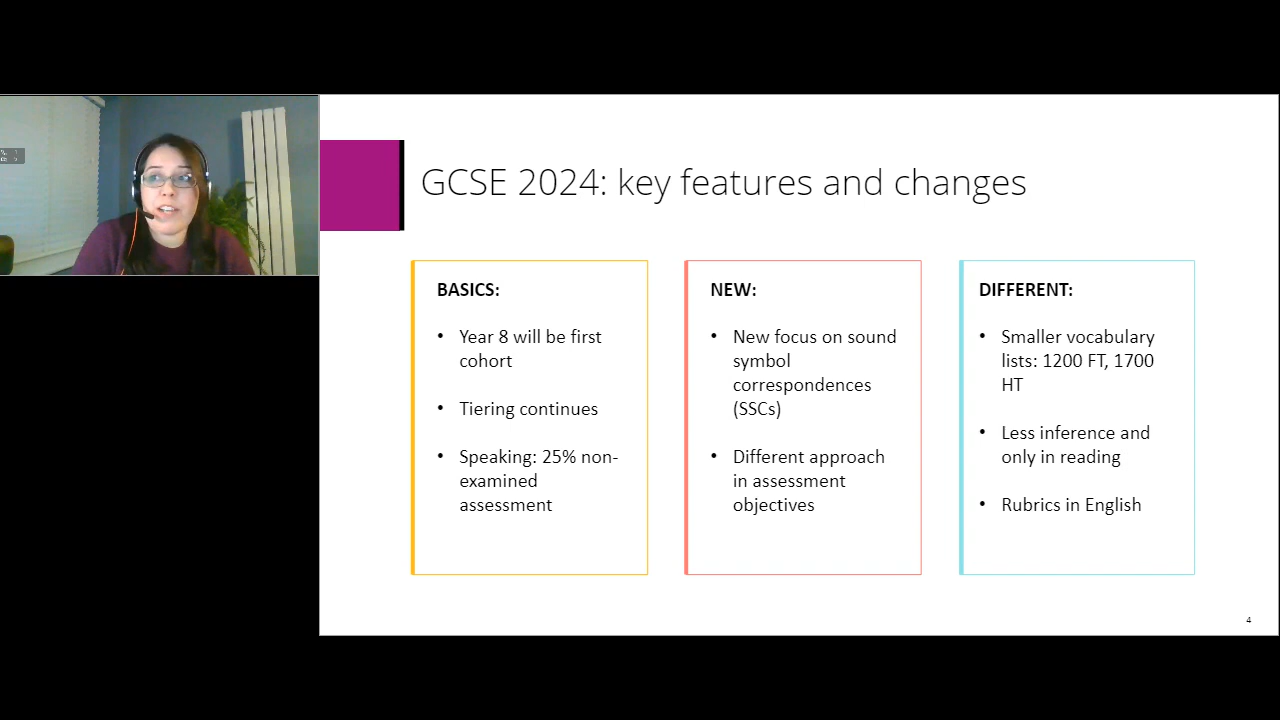 GCSE 2024: key features and changes
BASICS:
• Year 8 will be first
cohort
• Tiering continues
• Speaking: 25% non-
examined
assessment
NEW:
• New focus on sound
symbol
correspondences
(SSCs)
• Different approach
in assessment
objectives
DIFFERENT:
• Smaller vocabulary
lists: 1200 FT, 1700
HT
• Less inference and
only in reading
• Rubrics in English
4